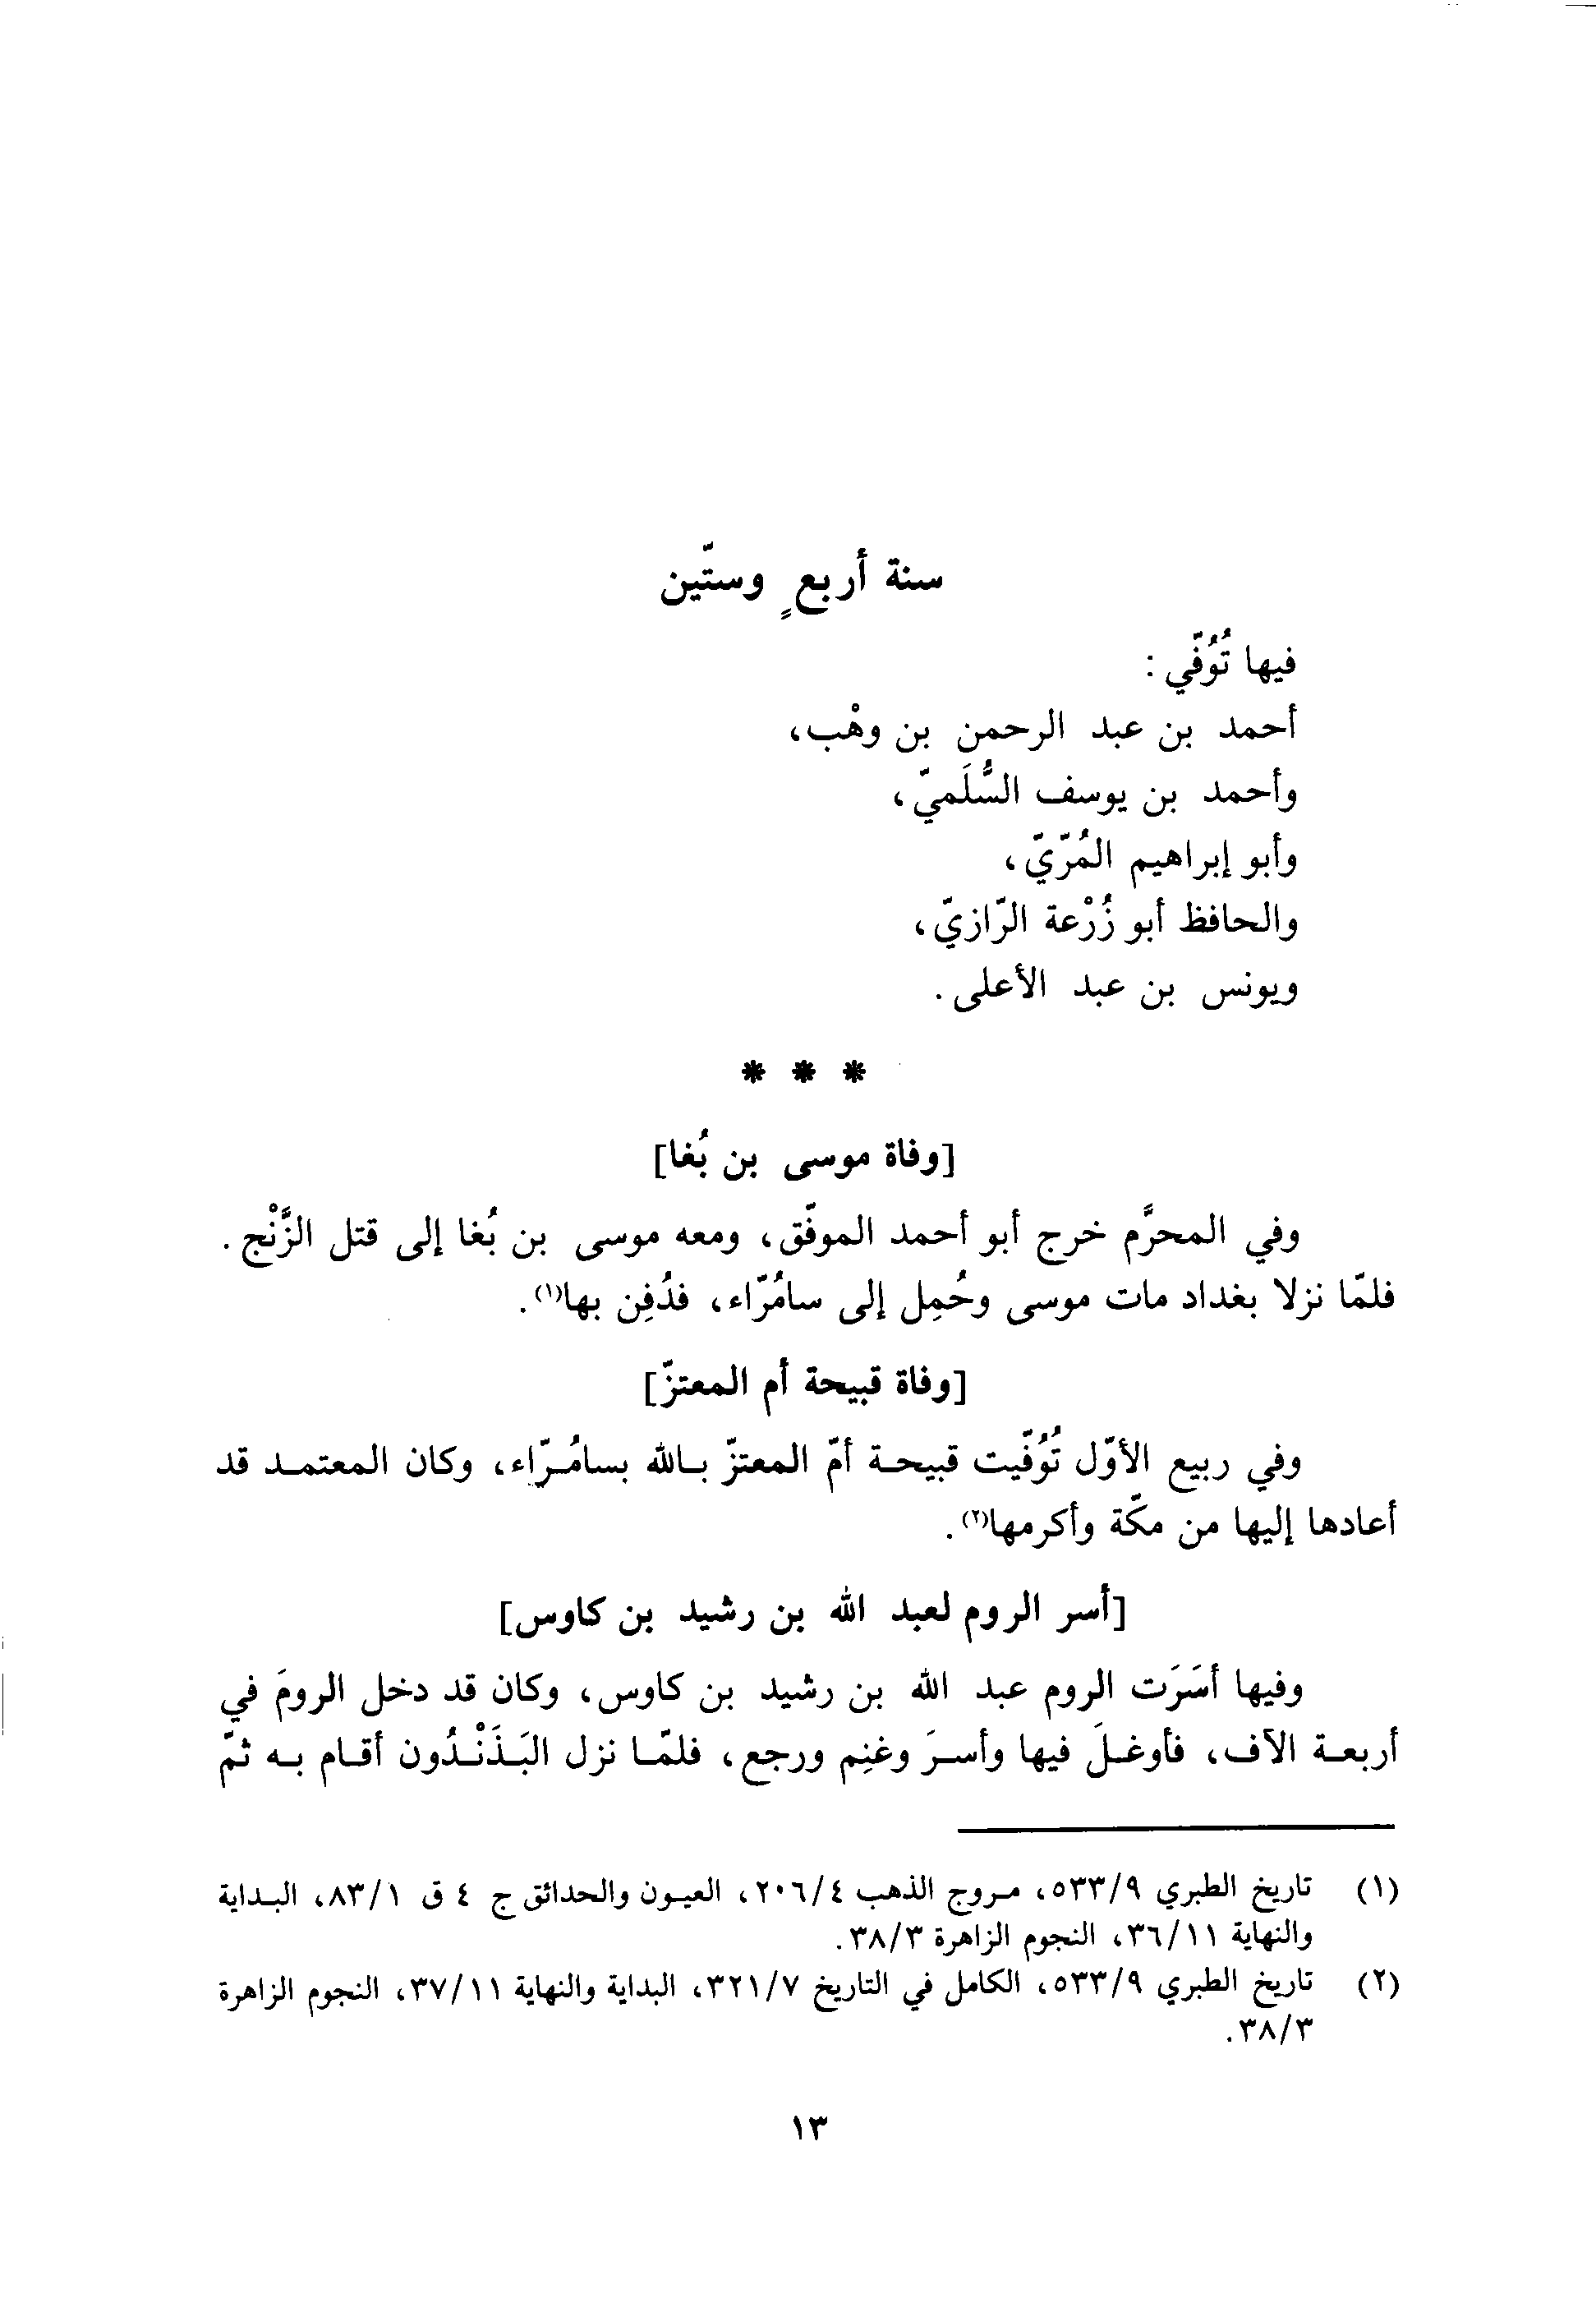 سنة أربعٍ وستّين
فيها تُوُفّي :
أحمد بن عبد الرحمن بن وهْب،
وأحمد بن يوسف السُّلَميّ،
وأبو إبراهيم المُرّيّ،
والحافظ أبو زُرْعة الرّازيّ،
ويونس بن عبد الأعلى .
* * *
[وفاة موسى بن بُغا]
وفي المحرَّم خرج أبو أحمد الموفّق، ومعه موسى بن بُغا إلى قتل الزَّنْج .
فلمّا نزلا بغداد مات موسى وحُمِل إلى سامُرّاء، فدُفِن بها(١) .
[وفاة قبيحة أم المعتزّ]
وفي ربيع الأوّل تُوُفّيت قبيحة أمّ المعتزّ بالله بسامُرّاء، وكان المعتمد قد
أعادها إليها من مكّة وأكرمها(٢) .
[أسر الروم لعبد الله بن رشيد بن كاوس]
وفيها أسَرَت الروم عبد الله بن رشيد بن كاوس، وكان قد دخل الرومَ في
أربعة الآف، فأوغلَ فيها وأسرَ وغنِم ورجع، فلمّا نزل البَذَنْدُون أقام به ثمّ
(١) تاريخ الطبري ٥٣٣/٩، مروج الذهب ٢٠٦/٤، العيون والحدائق ج ٤ ق ٨٣/١، البداية
والنهاية ٣٦/١١، النجوم الزاهرة ٣٨/٣.
(٢) تاريخ الطبري ٥٣٣/٩، الكامل في التاريخ ٣٢١/٧، البداية والنهاية ٣٧/١١، النجوم الزاهرة
٣٨/٣.
١٣